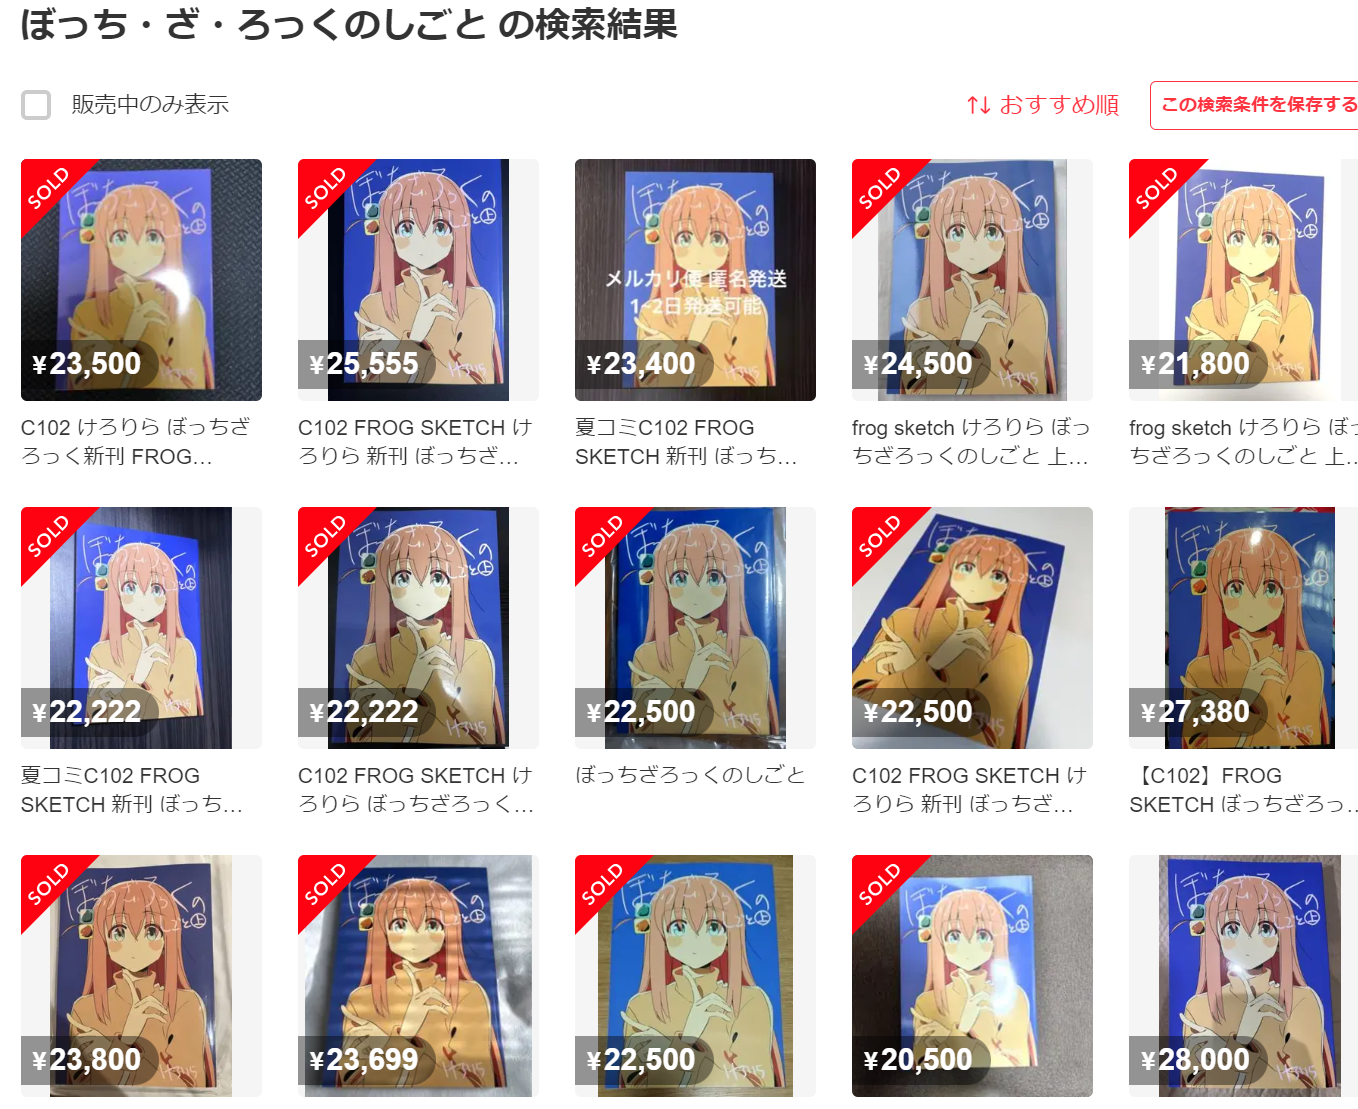 ぼっち・ざ・ろっくのしごと の検索結果
販売中のみ表示
↑↓ おすすめ順
この検索条件を保存する
SOLD
¥23,500
C102 けろりら ぼっちざ
ろっく新刊 FROG...
SOLD
¥25,555
C102 FROG SKETCH け
ろりら 新刊 ぼっちざ...
メルカリ便 匿名発送
1~2日発送可能
¥23,400
夏コミC102 FROG
SKETCH 新刊 ぼっち...
SOLD
¥24,500
frog sketch けろりら ぼっ
ちざろっくのしごと 上...
SOLD
¥21,800
frog sketch けろりら ぼっ
ちざろっくのしごと 上...
SOLD
¥22,222
夏コミC102 FROG
SKETCH 新刊 ぼっち...
SOLD
¥22,222
C102 FROG SKETCH け
ろりら ぼっちざろっく...
SOLD
¥22,500
ぼっちざろっくのしごと
SOLD
¥22,500
C102 FROG SKETCH け
ろりら 新刊 ぼっちざ...
¥27,380
【C102】FROG
SKETCH ぼっちざろっ...
SOLD
¥23,800
SOLD
¥23,699
SOLD
¥22,500
SOLD
¥20,500
¥28,000